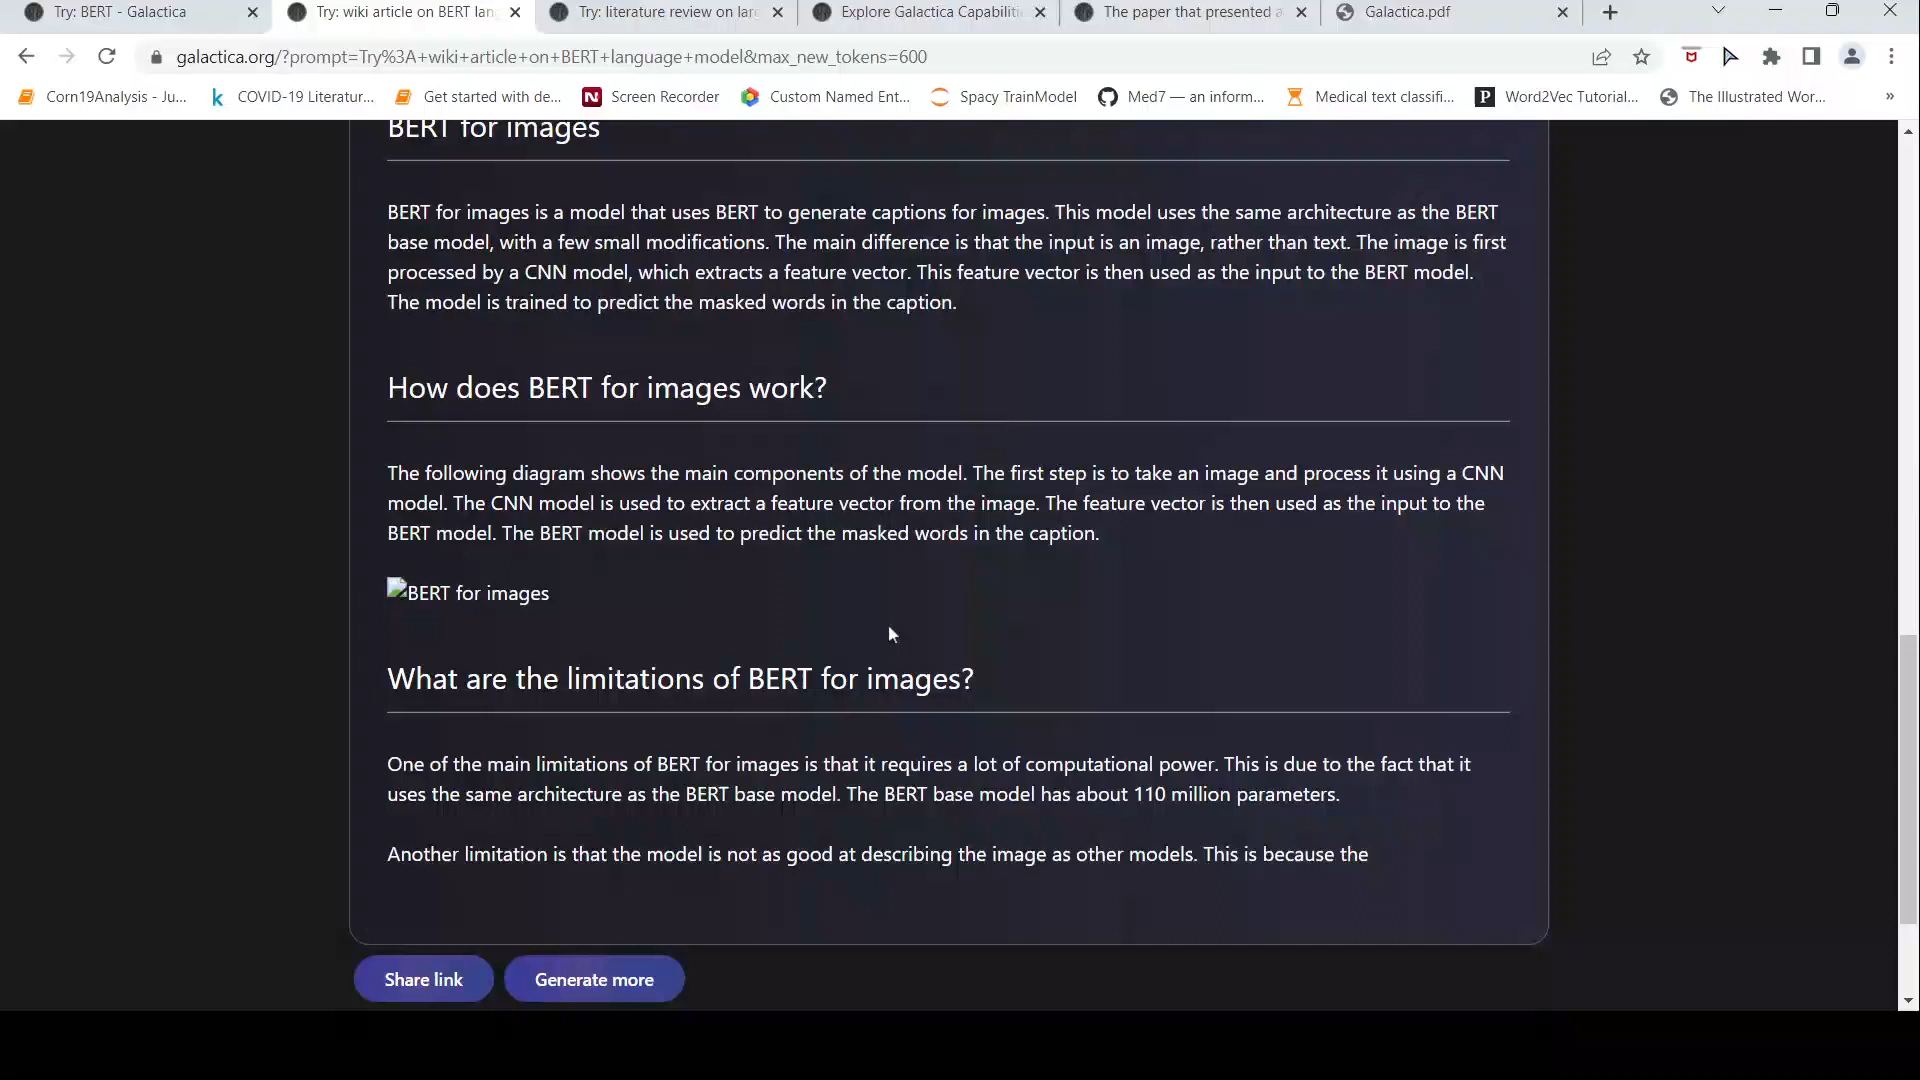 Try: BERT - Galactica
Try: wiki article on BERT lan
Try: literature review on lar
Explore Galactica Capabiliti
The paper that presented a
Galactica.pdf
galactica.org/?prompt=Try%3A+wiki+article+on+BERT+language+model&max_new_tokens=600
Corn19Analysis - Ju...
COVID-19 Literatur...
Get started with de...
N Screen Recorder
Custom Named Ent...
Spacy TrainModel
Med7 — an inform...
Medical text classifi...
P Word2Vec Tutorial...
The Illustrated Wor...
»
BERT for images
BERT for images is a model that uses BERT to generate captions for images. This model uses the same architecture as the BERT
base model, with a few small modifications. The main difference is that the input is an image, rather than text. The image is first
processed by a CNN model, which extracts a feature vector. This feature vector is then used as the input to the BERT model.
The model is trained to predict the masked words in the caption.
How does BERT for images work?
The following diagram shows the main components of the model. The first step is to take an image and process it using a CNN
model. The CNN model is used to extract a feature vector from the image. The feature vector is then used as the input to the
BERT model. The BERT model is used to predict the masked words in the caption.
BERT for images
What are the limitations of BERT for images?
One of the main limitations of BERT for images is that it requires a lot of computational power. This is due to the fact that it
uses the same architecture as the BERT base model. The BERT base model has about 110 million parameters.
Another limitation is that the model is not as good at describing the image as other models. This is because the
Share link
Generate more